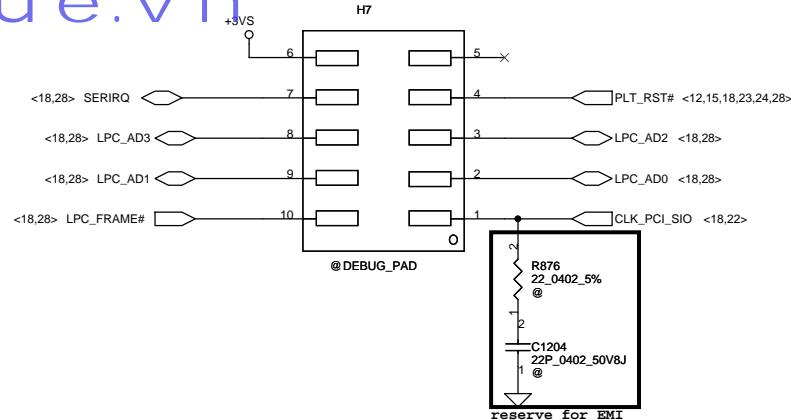 ue.vn
H7
+3VS
6
5
<18,28> SERIRQ
7
4
PLT_RST# <12,15,18,23,24,28>
<18,28> LPC_AD3
8
3
LPC_AD2 <18,28>
<18,28> LPC_AD1
9
2
LPC_AD0 <18,28>
<18,28> LPC_FRAME#
10
1
CLK_PCI_SIO <18,22>
@DEBUG_PAD
2
R876
22_0402_5%
@
1
2
C1204
22P_0402_50V8J
@
1
reserve for EMI